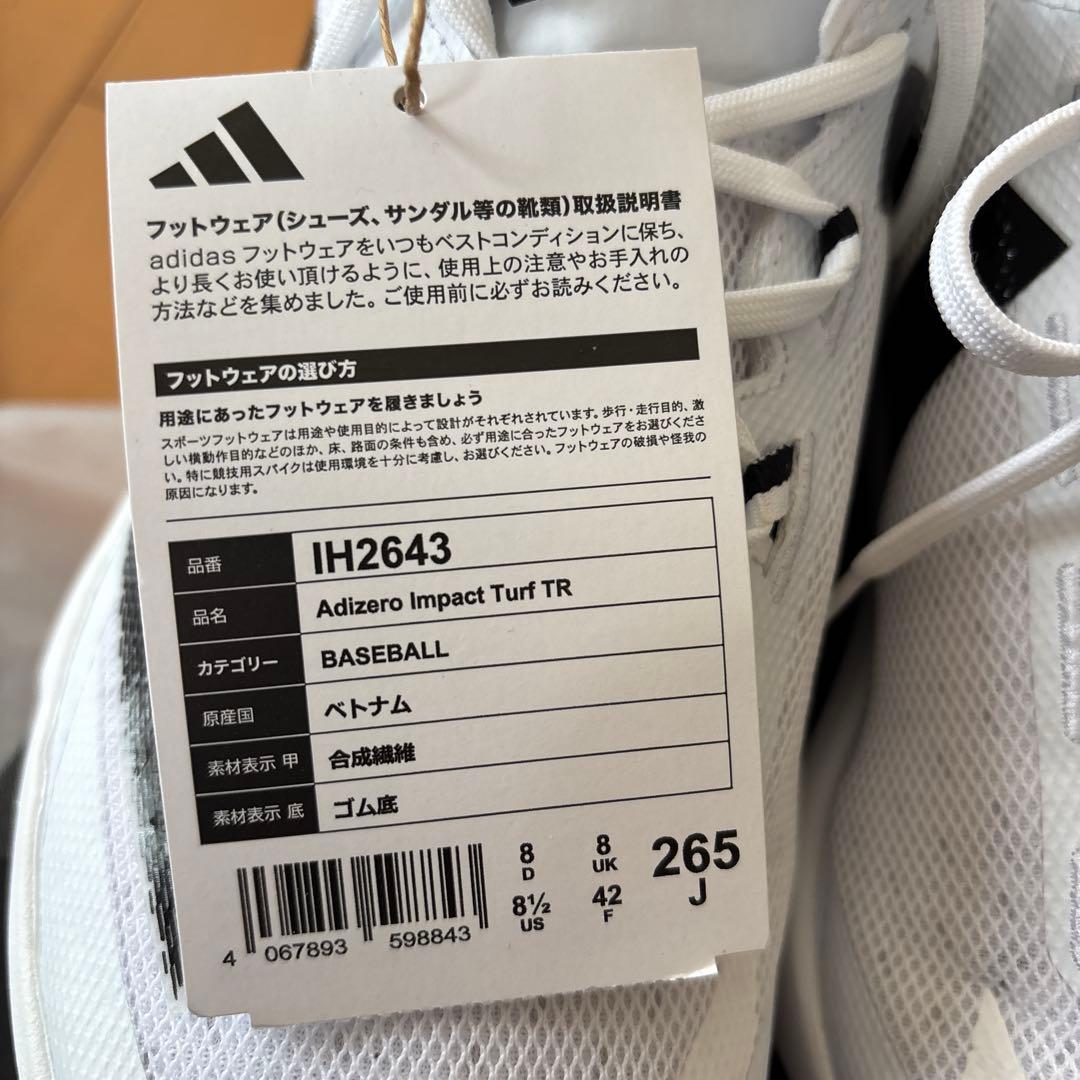 フットウェア(シューズ、サンダル等の靴類)取扱説明書
adidas フットウェアをいつもベストコンディションに保ち、
より長くお使い頂けるように、使用上の注意やお手入れの
方法などを集めました。ご使用前に必ずお読みください。
フットウェアの選び方
用途にあったフットウェアを履きましょう
スポーツフットウェアは用途や使用目的によって設計がそれぞれされています。歩行・走行目的、激
しい横動作目的などのほか、床、路面の条件も含め、必ず用途に合ったフットウェアをお選びくださ
い。特に競技用スパイクは使用環境を十分に考慮し、お選びください。フットウェアの破損や怪我の
原因になります。
品番 IH2643
品名 Adizero Impact Turf TR
カテゴリー BASEBALL
原産国 ベトナム
素材表示 甲 合成繊維
素材表示 底 ゴム底
8 D 8 UK 265 J
8½ US 42 F
4 067893 598843